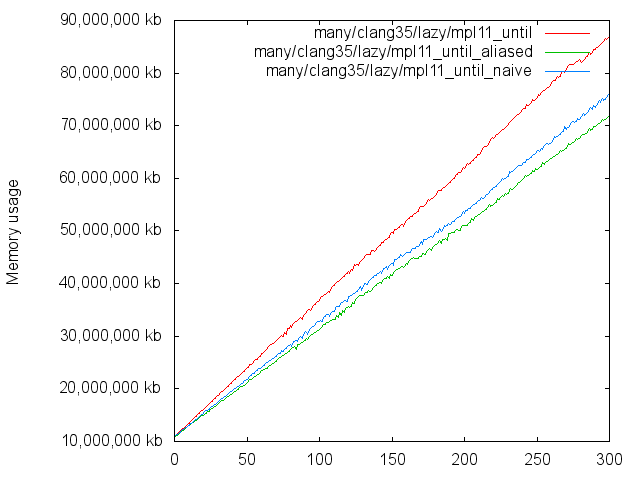 90,000,000 kb
80,000,000 kb
70,000,000 kb
60,000,000 kb
50,000,000 kb
40,000,000 kb
30,000,000 kb
20,000,000 kb
10,000,000 kb
Memory usage
many/clang35/lazy/mpl11_until
many/clang35/lazy/mpl11_until_aliased
many/clang35/lazy/mpl11_until_naive
0 50 100 150 200 250 300